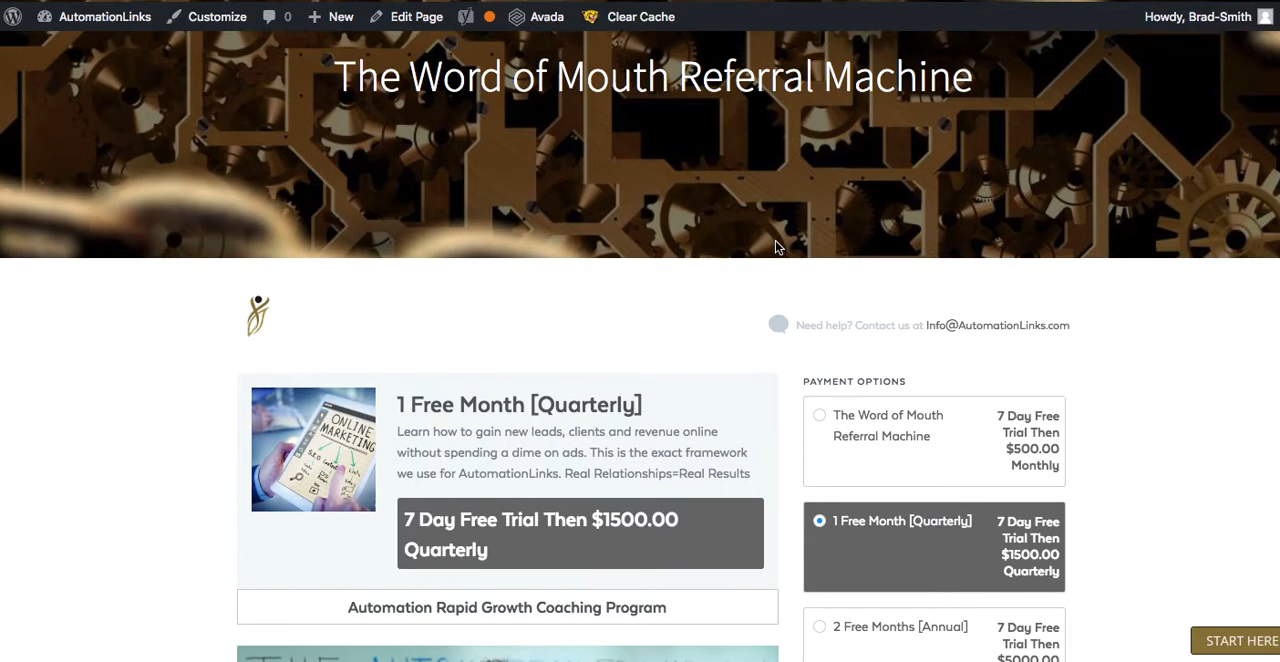 AutomationLinks Customize 0 New Edit Page Avada Clear Cache Howdy, Brad-Smith
The Word of Mouth Referral Machine
Need help? Contact us at Info@AutomationLinks.com
ONLINE
MARKETING
1 Free Month [Quarterly]
Learn how to gain new leads, clients and revenue online
without spending a dime on ads. This is the exact framework
we use for AutomationLinks. Real Relationships=Real Results
7 Day Free Trial Then $1500.00
Quarterly
Automation Rapid Growth Coaching Program
PAYMENT OPTIONS
The Word of Mouth
Referral Machine
7 Day Free
Trial Then
$500.00
Monthly
1 Free Month [Quarterly]
7 Day Free
Trial Then
$1500.00
Quarterly
2 Free Months [Annual]
7 Day Free
Trial Then
$5000.00
START HERE